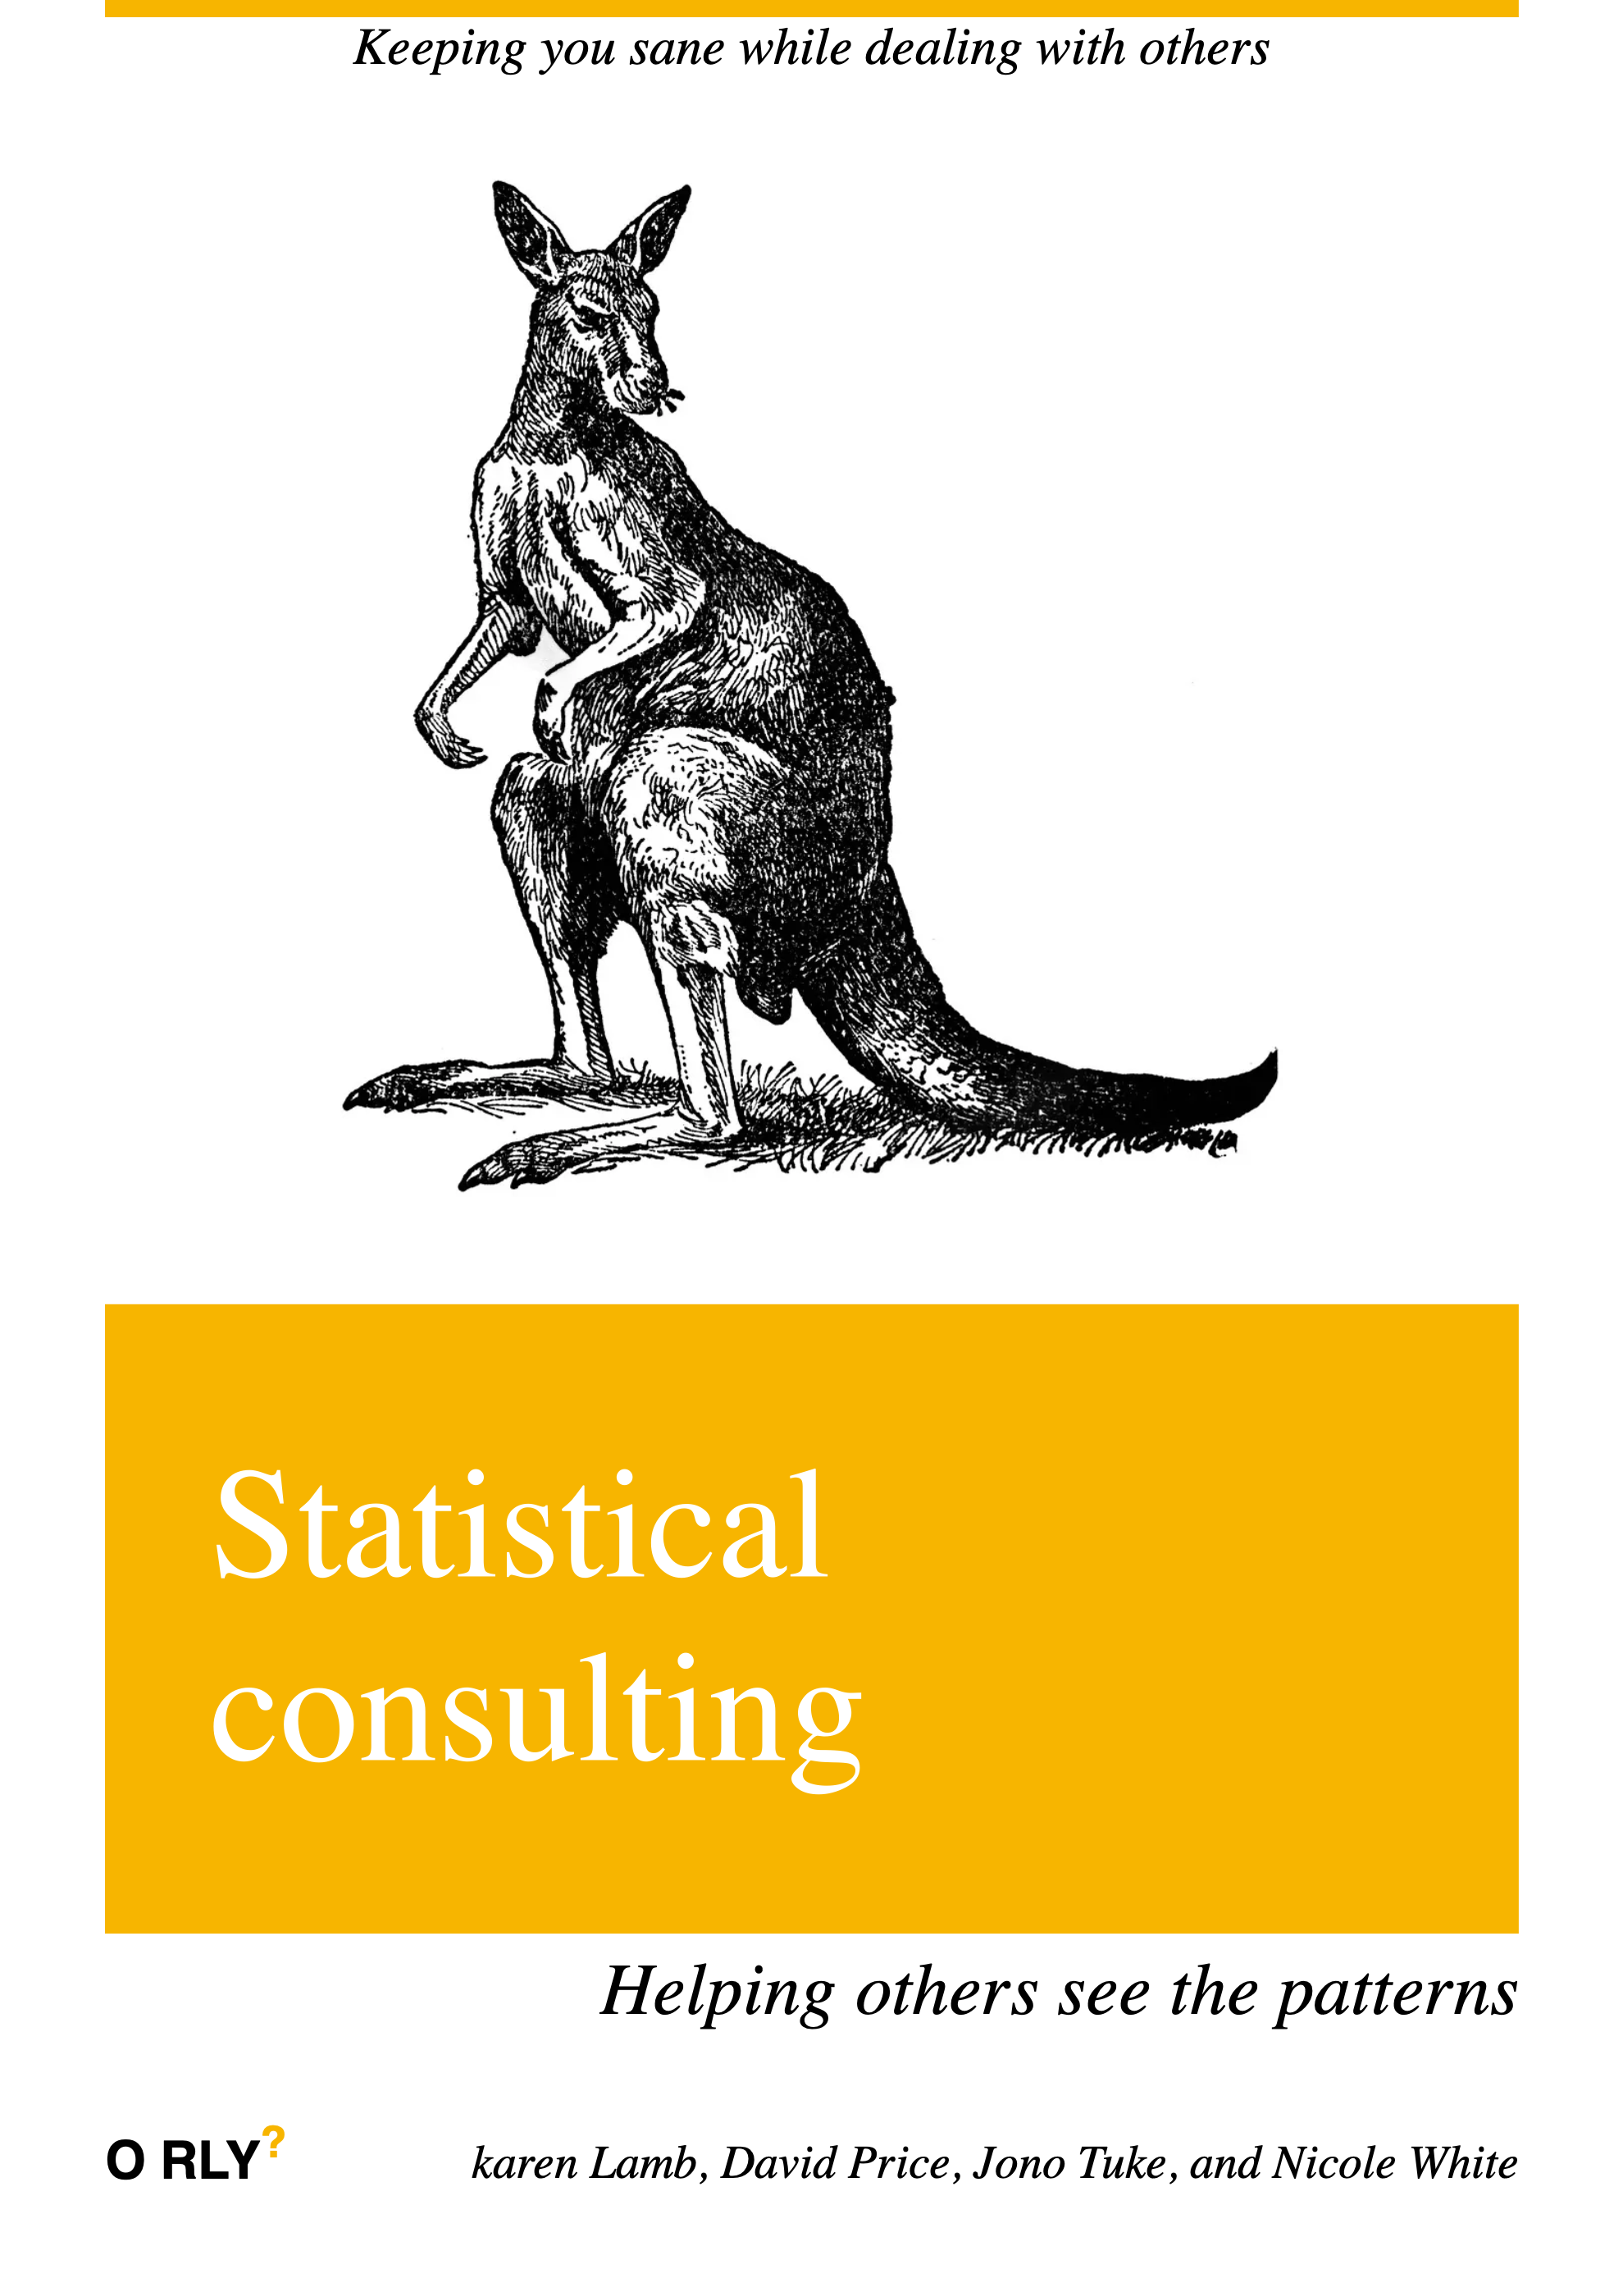 Keeping you sane while dealing with others
Statistical
consulting
Helping others see the patterns
O RLY?
karen Lamb, David Price, Jono Tuke, and Nicole White